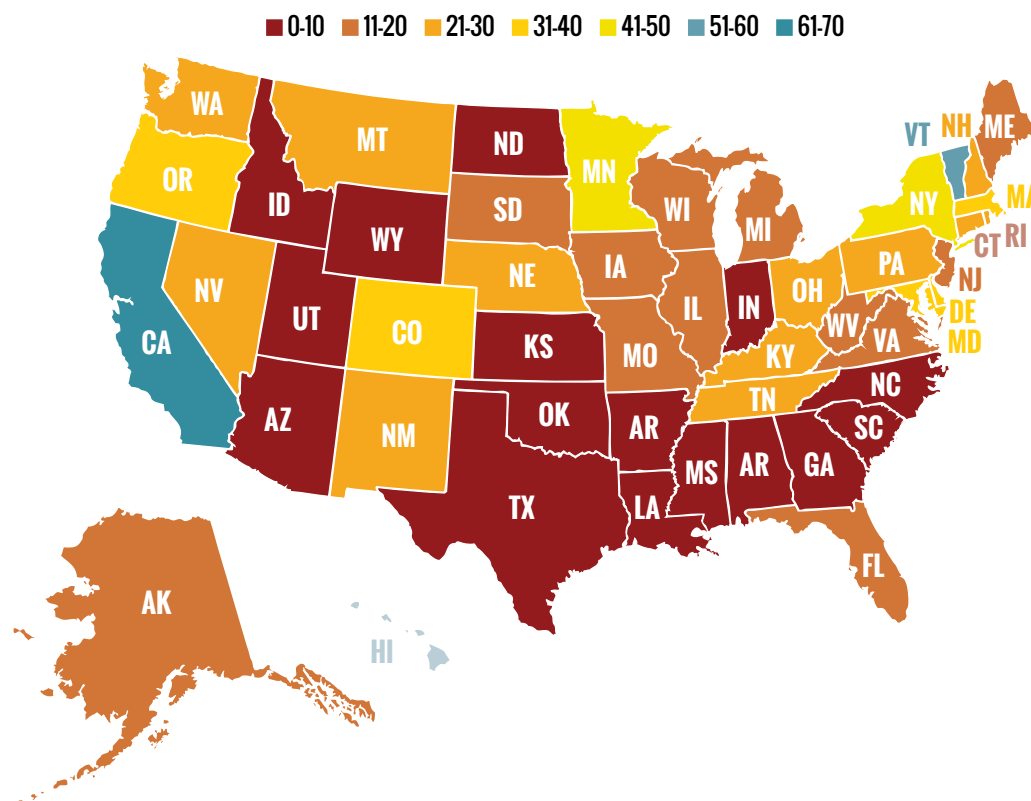 0-10 11-20 21-30 31-40 41-50 51-60 61-70
WA
MT
ND
MN
VT
NH
ME
OR
ID
SD
WI
MI
NY
MA
CT
RI
WY
IA
NE
PA
NJ
NV
UT
CO
KS
MO
IL
IN
OH
WV
VA
DE
MD
CA
KY
NC
TN
AZ
NM
OK
AR
SC
MS
AR
GA
TX
LA
FL
AK
HI